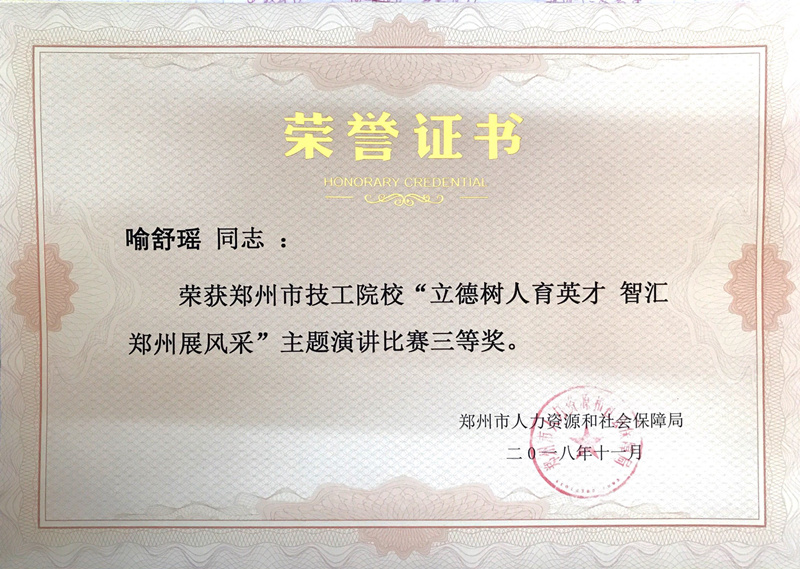 荣誉证书
HONORARY CREDENTIAL
喻舒瑶 同志 :
荣获郑州市技工院校“立德树人育英才 智汇
郑州展风采”主题演讲比赛三等奖。
郑州市人力资源和社会保障局
二〇一八年十一月